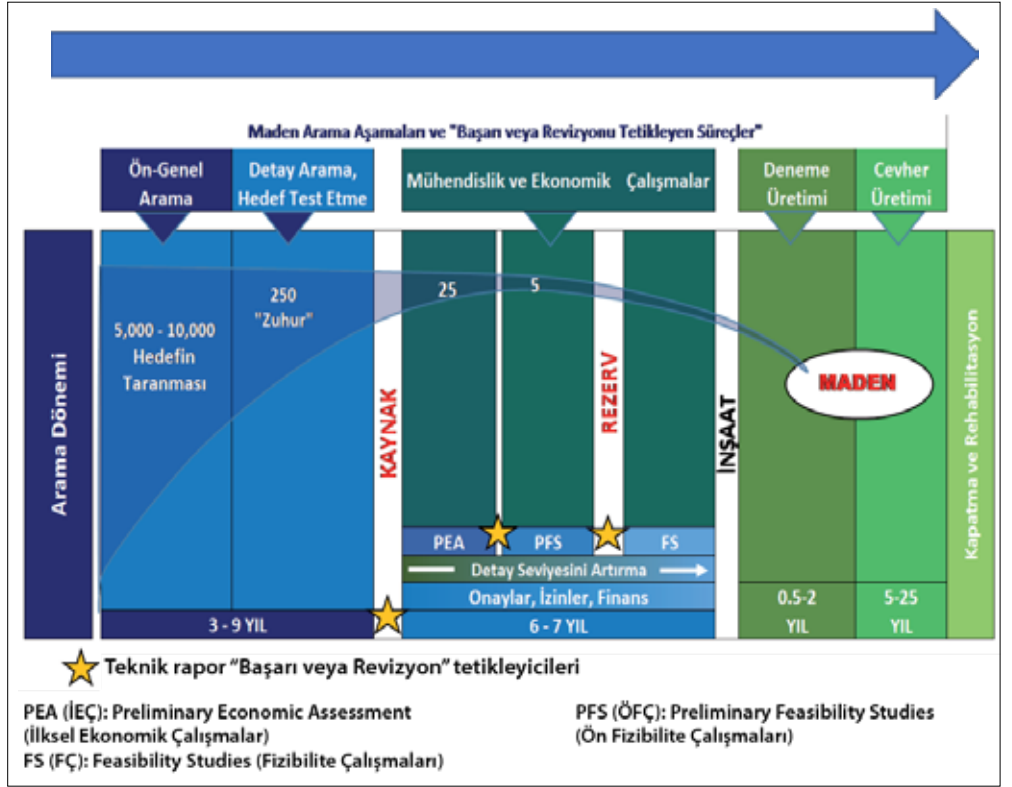 Maden Arama Aşamaları ve "Başarı veya Revizyonu Tetikleyen Süreçler"
Ön-Genel
Arama
Detay Arama,
Hedef Test Etme
Mühendislik ve Ekonomik Çalışmalar
Deneme
Üretimi
Cevher
Üretimi
Arama Dönemi
5,000 - 10,000
Hedefin
Taranması
250
"Zuhur"
KAYNAK
25
5
REZERV
İNŞAAT
MADEN
Kapatma ve Rehabilitasyon
PEA
PFS
FS
Detay Seviyesini Artırma
Onaylar, İzinler, Finans
3 - 9 YIL
6 - 7 YIL
0.5-2
YIL
5-25
YIL
Teknik rapor “Başarı veya Revizyon” tetikleyicileri
PEA (İEÇ): Preliminary Economic Assessment
(İlksel Ekonomik Çalışmalar)
FS (FÇ): Feasibility Studies (Fizibilite Çalışmaları)
PFS (ÖFÇ): Preliminary Feasibility Studies
(Ön Fizibilite Çalışmaları)